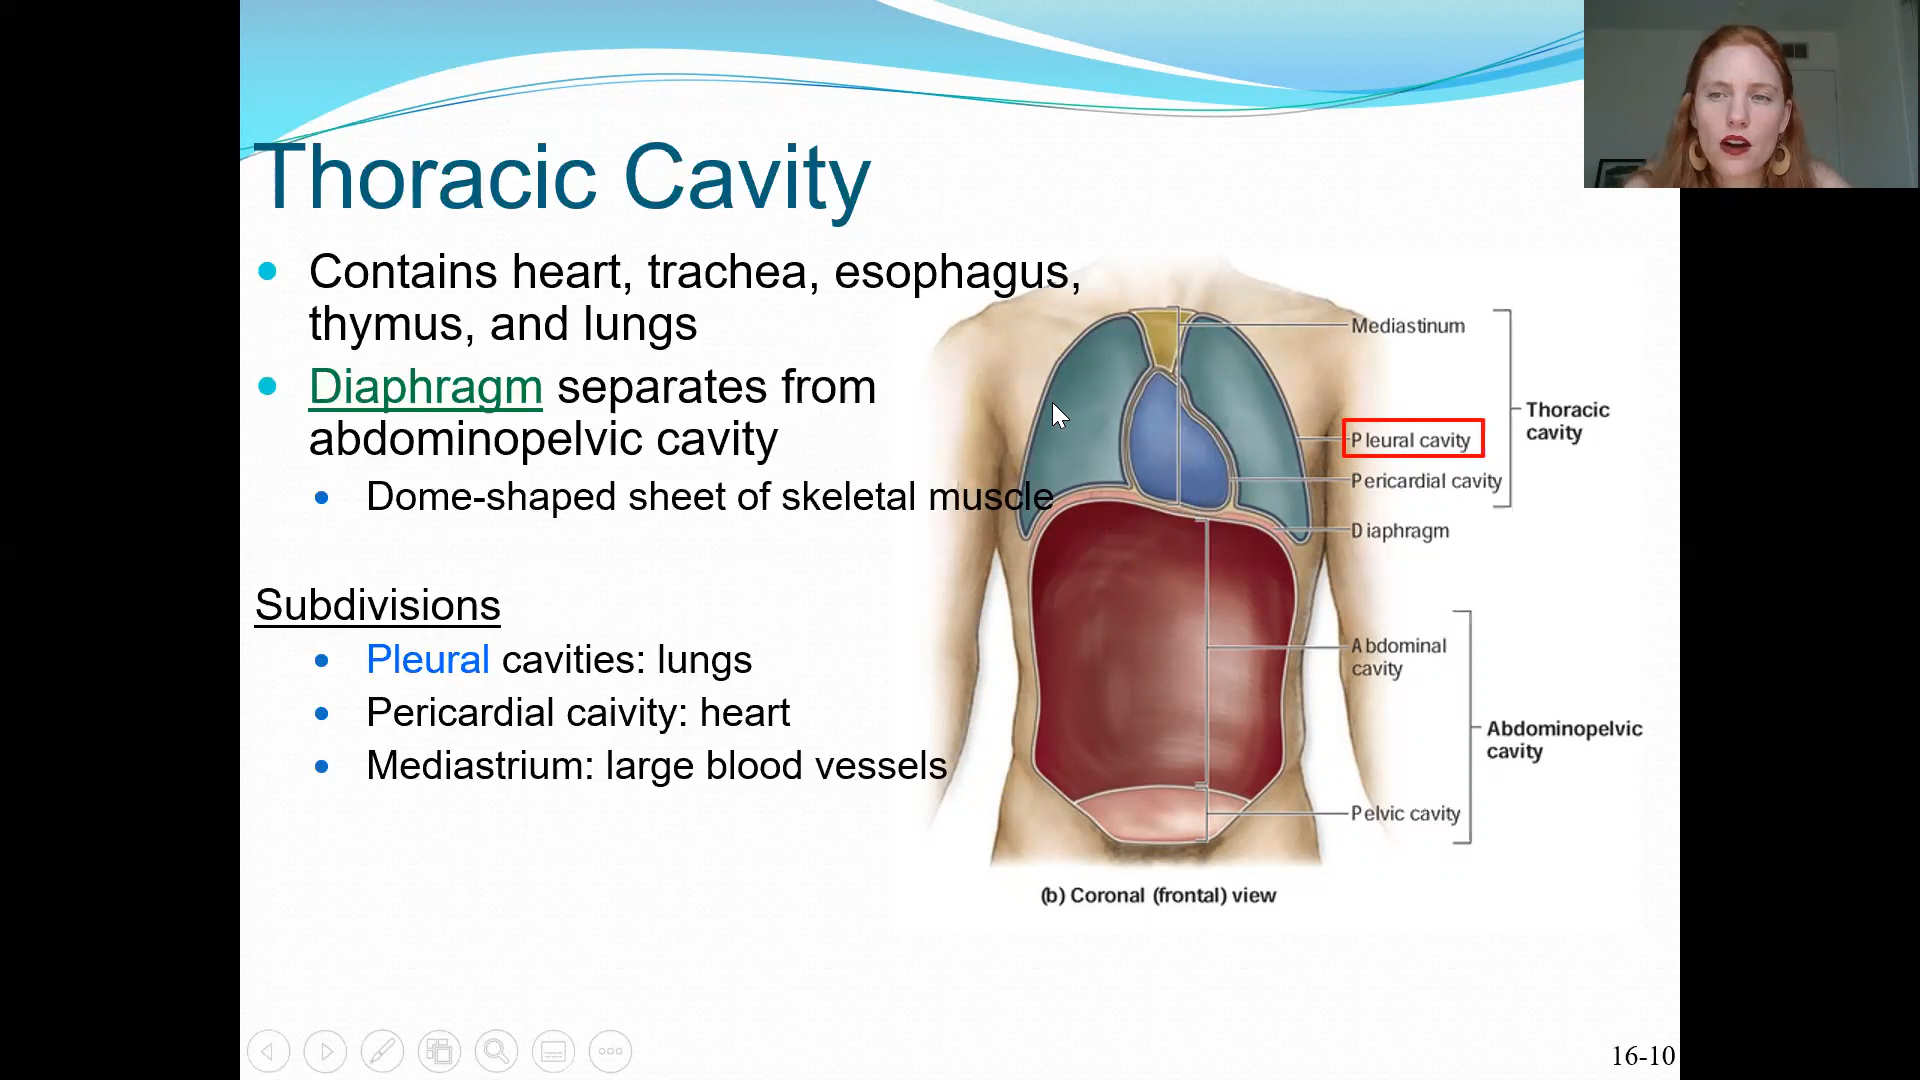 Thoracic Cavity
Contains heart, trachea, esophagus,
thymus, and lungs
Diaphragm separates from
abdominopelvic cavity
Dome-shaped sheet of skeletal muscle
Subdivisions
Pleural cavities: lungs
Pericardial caivity: heart
Mediastrium: large blood vessels
Mediastinum
Thoracic
cavity
Pleural cavity
Pericardial cavity
Diaphragm
Abdominal
cavity
Abdominopelvic
cavity
Pelvic cavity
(b) Coronal (frontal) view
16-10